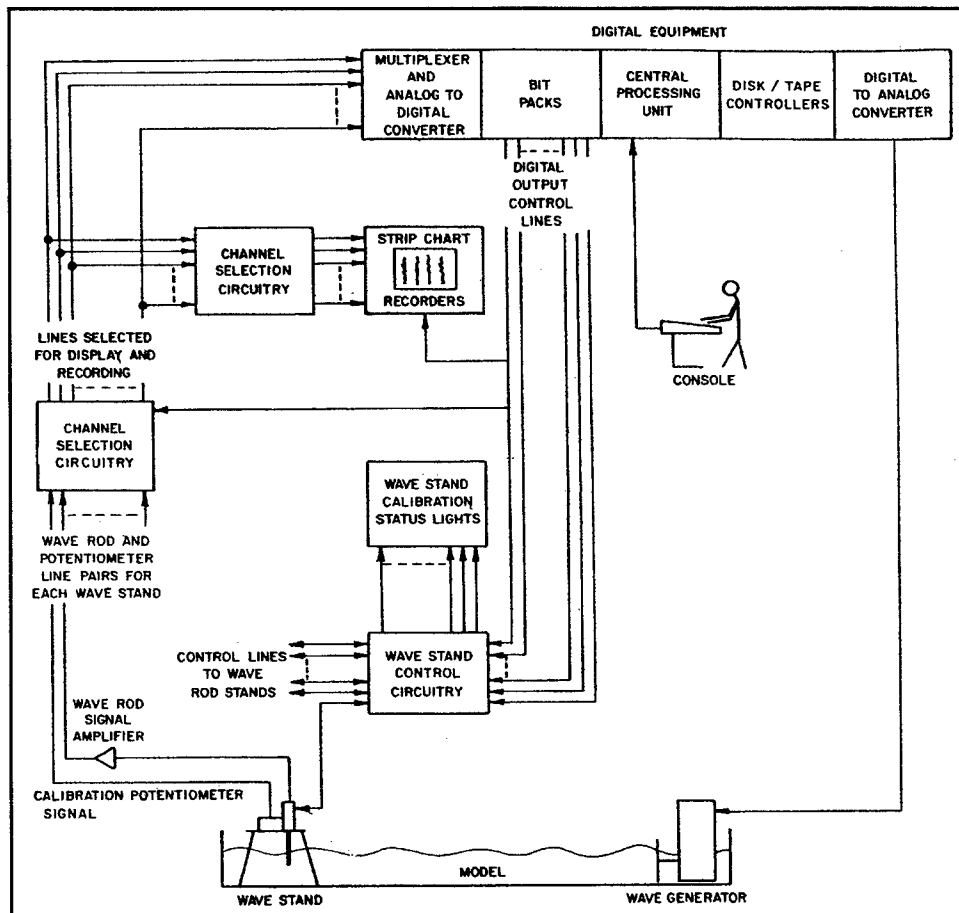 DIGITAL EQUIPMENT
MULTIPLEXER
AND
ANALOG TO
DIGITAL
CONVERTER
BIT
PACKS
CENTRAL
PROCESSING
UNIT
DISK / TAPE
CONTROLLERS
DIGITAL
TO ANALOG
CONVERTER
DIGITAL
OUTPUT
CONTROL
LINES
CHANNEL
SELECTION
CIRCUITRY
STRIP CHART
RECORDERS
LINES SELECTED
FOR DISPLAY AND
RECORDING
CONSOLE
CHANNEL
SELECTION
CIRCUITRY
WAVE STAND
CALIBRATION
STATUS LIGHTS
WAVE ROD AND
POTENTIOMETER
LINE PAIRS FOR
EACH WAVE STAND
CONTROL LINES
TO WAVE
ROD STANDS
WAVE STAND
CONTROL
CIRCUITRY
WAVE ROD
SIGNAL
AMPLIFIER
CALIBRATION POTENTIOMETER
SIGNAL
MODEL
WAVE STAND
WAVE GENERATOR